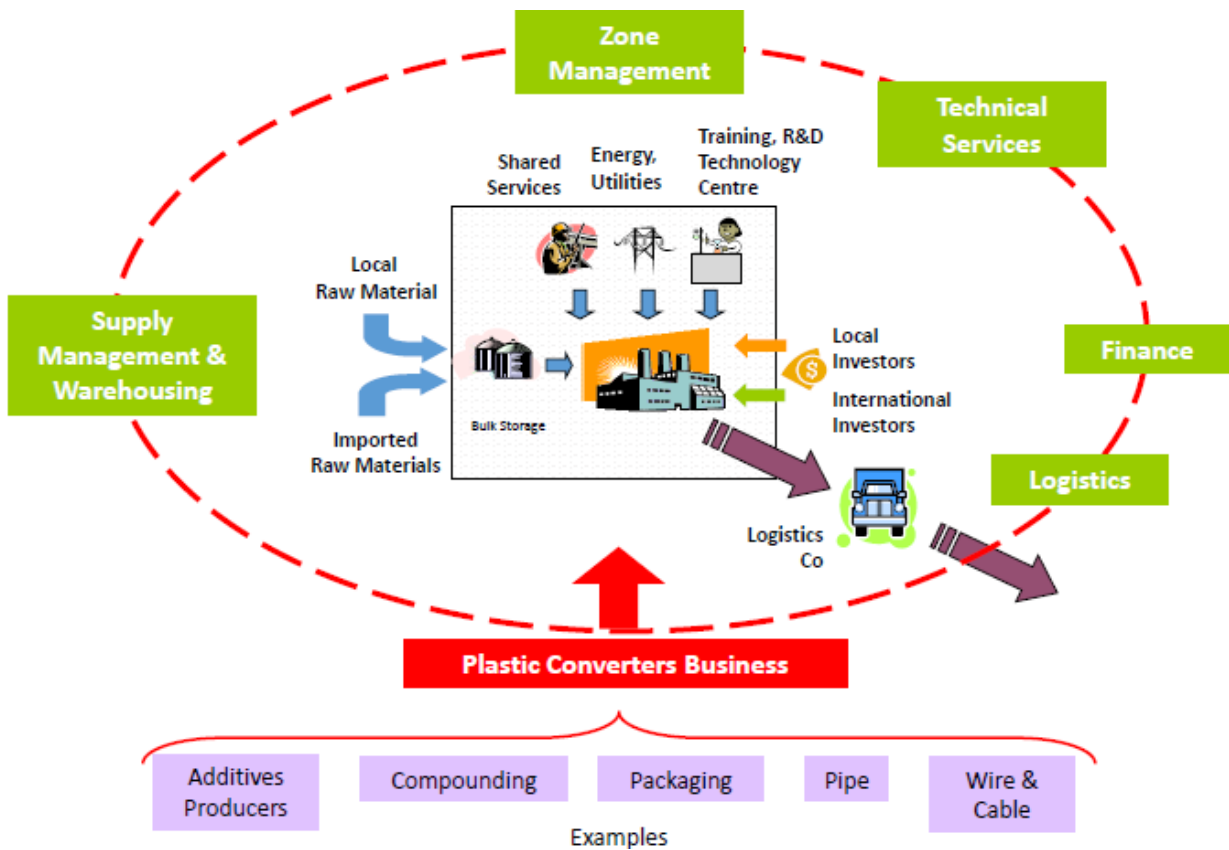 Zone
Management
Technical
Services
Shared
Services
Energy,
Utilities
Training, R&D
Technology
Centre
Local
Raw Material
Supply
Management &
Warehousing
Finance
Local
Investors
$
International
Investors
Bulk Storage
Imported
Raw Materials
Logistics
Logistics
Co
Plastic Converters Business
Additives
Producers
Compounding
Packaging
Pipe
Wire &
Cable
Examples